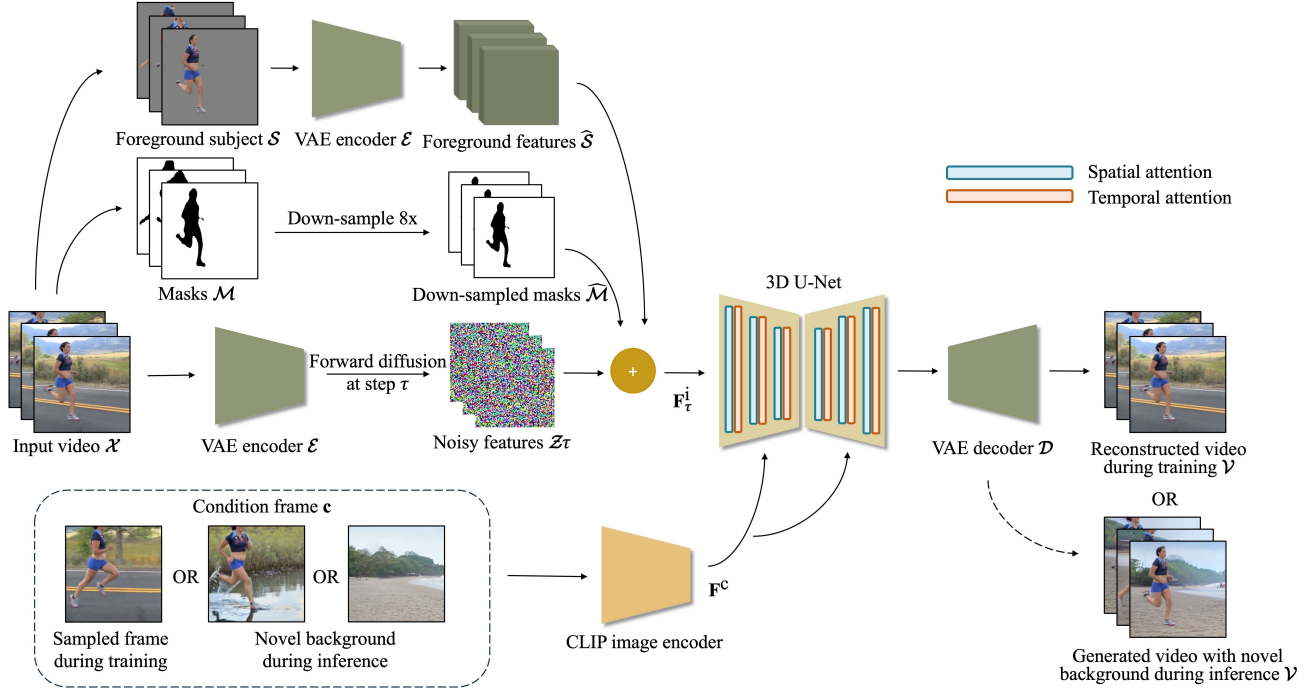 Foreground subject 𝒮
VAE encoder ℰ
Foreground features 𝒮̂
Spatial attention
Temporal attention
Down-sample 8x
Masks ℳ
Down-sampled masks ℳ̂
3D U-Net
Forward diffusion
at step τ
+
F_τ^i
Input video 𝒳
VAE encoder ℰ
Noisy features 𝒵τ
VAE decoder 𝒟
Reconstructed video
during training 𝒱
OR
Condition frame c
OR
OR
Sampled frame
during training
Novel background
during inference
CLIP image encoder
F^c
Generated video with novel
background during inference 𝒱